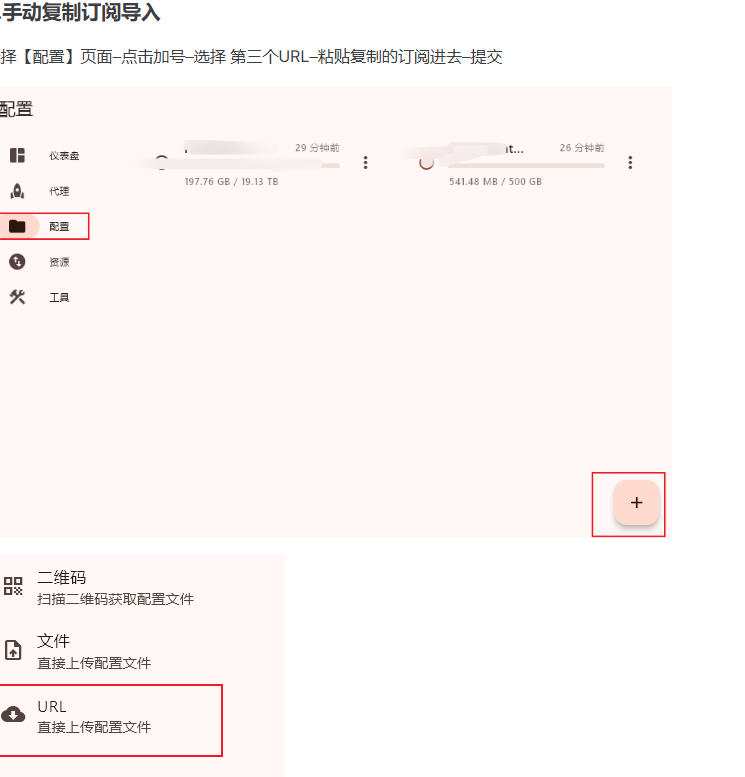 .手动复制订阅导入
择【配置】页面–点击加号–选择 第三个URL–粘贴复制的订阅进去–提交
配置
仪表盘
29 分钟前
t...
26 分钟前
197.76 GB / 19.13 TB
541.48 MB / 500 GB
代理
配置
资源
工具
+
二维码
扫描二维码获取配置文件
文件
直接上传配置文件
URL
直接上传配置文件